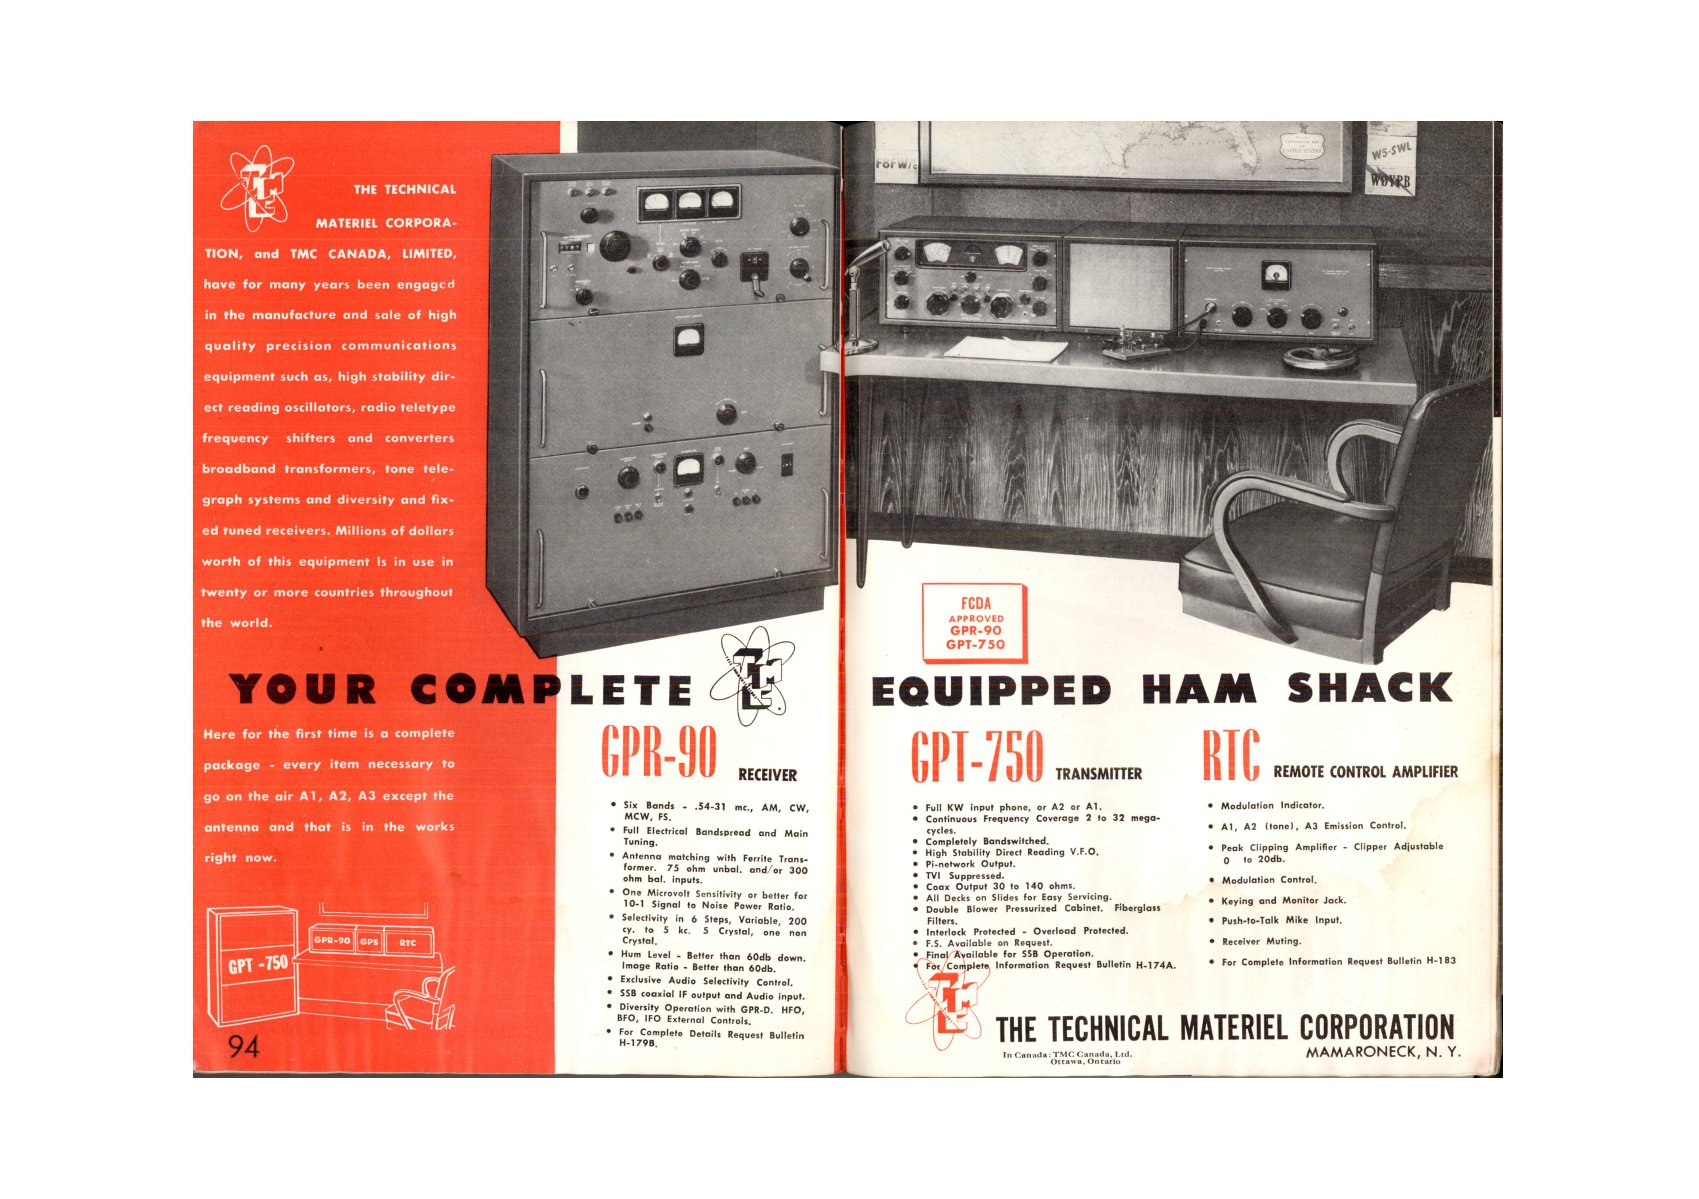 TMC
THE TECHNICAL
MATERIEL CORPORA-
TION, and TMC CANADA, LIMITED,
have for many years been engaged
in the manufacture and sale of high
quality precision communications
equipment such as, high stability dir-
ect reading oscillators, radio teletype
frequency shifters and converters
broadband transformers, tone tele-
graph systems and diversity and fix-
ed tuned receivers. Millions of dollars
worth of this equipment Is in use in
twenty or more countries throughout
the world.
F8FW/
W5-SWL
WØYPB
FCDA
APPROVED
GPR-90
GPT-750
YOUR COMPLETE TMC EQUIPPED HAM SHACK
Here for the first time is a complete
package - every item necessary to
go on the air A1, A2, A3 except the
antenna and that is in the works
right now.
GPT -750
GPR-90
GPS
RTC
94
GPR-90 RECEIVER
• Six Bands - .54-31 mc., AM, CW,
MCW, FS.
• Full Electrical Bandspread and Main
Tuning.
• Antenna matching with Ferrite Trans-
former. 75 ohm unbal. and/or 300
ohm bal. inputs.
• One Microvolt Sensitivity or better for
10-1 Signal to Noise Power Ratio.
• Selectivity in 6 Steps, Variable, 200
cy. to 5 kc. 5 Crystal, one non
Crystal.
• Hum Level - Better than 60db down.
Image Ratio - Better than 60db.
• Exclusive Audio Selectivity Control.
• SSB coaxial IF output and Audio input.
• Diversity Operation with GPR-D. HFO,
BFO, IFO External Controls.
• For Complete Details Request Bulletin
H-179B.
GPT-750 TRANSMITTER
• Full KW input phone, or A2 or A1.
• Continuous Frequency Coverage 2 to 32 mega-
cycles.
• Completely Bandswitched.
• High Stability Direct Reading V.F.O.
• Pi-network Output.
• TVI Suppressed.
• Coax Output 30 to 140 ohms.
• All Decks on Slides for Easy Servicing.
• Double Blower Pressurized Cabinet. Fiberglass
Filters.
• Interlock Protected - Overload Protected.
• F.S. Available on Request.
• Final Available for SSB Operation.
• For Complete Information Request Bulletin H-174A.
RTC REMOTE CONTROL AMPLIFIER
• Modulation Indicator.
• A1, A2 (tone), A3 Emission Control.
• Peak Clipping Amplifier - Clipper Adjustable
0 to 20db.
• Modulation Control.
• Keying and Monitor Jack.
• Push-to-Talk Mike Input.
• Receiver Muting.
• For Complete Information Request Bulletin H-183
TMC
THE TECHNICAL MATERIEL CORPORATION
MAMARONECK, N. Y.
In Canada: TMC Canada, Ltd.
Ottawa, Ontario